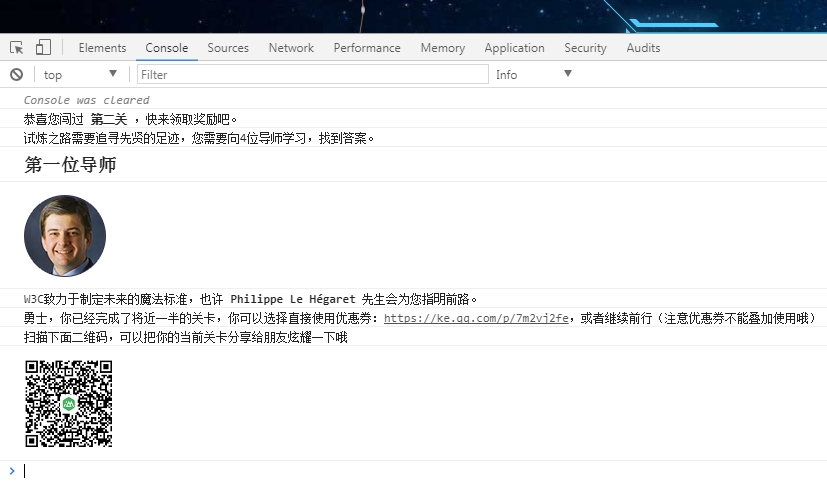 Elements Console Sources Network Performance Memory Application Security Audits
top Filter Info
Console was cleared
恭喜您闯过 第二关 ，快来领取奖励吧。
试炼之路需要追寻先贤的足迹，您需要向4位导师学习，找到答案。
第一位导师
W3C致力于制定未来的魔法标准，也许 Philippe Le Hégaret 先生会为您指明前路。
勇士，你已经完成了将近一半的关卡，你可以选择直接使用优惠券：https://ke.qq.com/p/7m2vj2fe，或者继续前行（注意优惠券不能叠加使用哦）
扫描下面二维码，可以把你的当前关卡分享给朋友炫耀一下哦